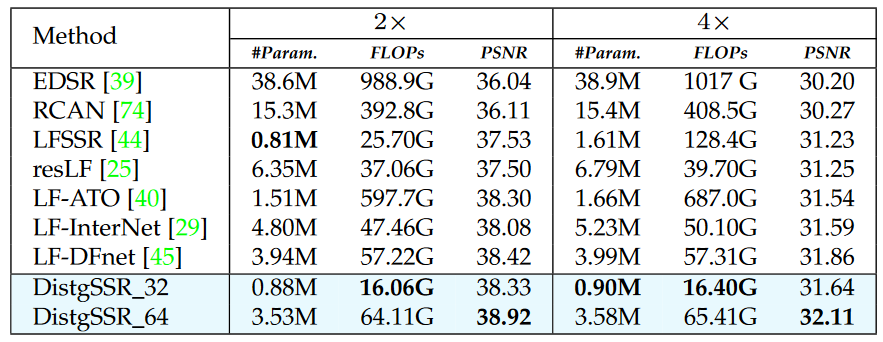 Method 2× 4×
#Param. FLOPs PSNR #Param. FLOPs PSNR
EDSR [39] 38.6M 988.9G 36.04 38.9M 1017 G 30.20
RCAN [74] 15.3M 392.8G 36.11 15.4M 408.5G 30.27
LFSSR [44] 0.81M 25.70G 37.53 1.61M 128.4G 31.23
resLF [25] 6.35M 37.06G 37.50 6.79M 39.70G 31.25
LF-ATO [40] 1.51M 597.7G 38.30 1.66M 687.0G 31.54
LF-InterNet [29] 4.80M 47.46G 38.08 5.23M 50.10G 31.59
LF-DFnet [45] 3.94M 57.22G 38.42 3.99M 57.31G 31.86
DistgSSR_32 0.88M 16.06G 38.33 0.90M 16.40G 31.64
DistgSSR_64 3.53M 64.11G 38.92 3.58M 65.41G 32.11